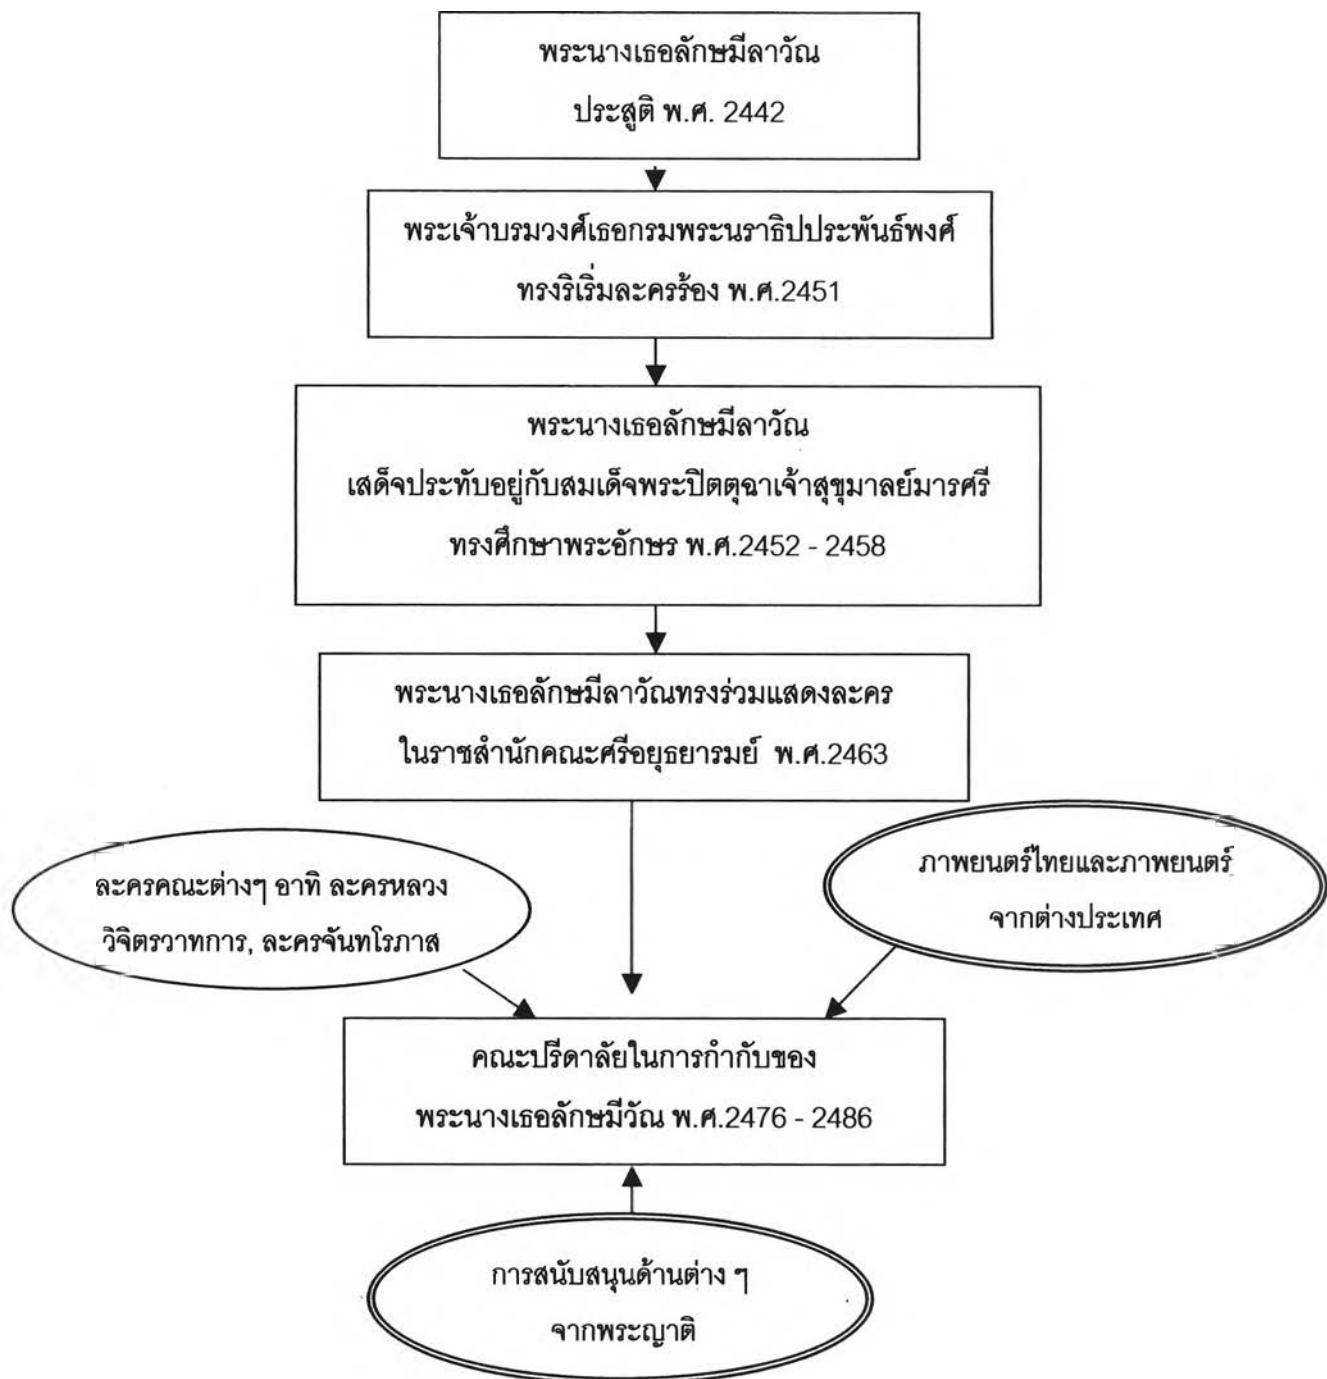 พระนางเธอลักษมีลาวัณ
ประสูติ พ.ศ. 2442
พระเจ้าบรมวงศ์เธอกรมพระนราธิปประพันธ์พงศ์
ทรงริเริ่มละครร้อง พ.ศ.2451
พระนางเธอลักษมีลาวัณ
เสด็จประทับอยู่กับสมเด็จพระปิตตุฉาเจ้าสุขุมาลย์มารศรี
ทรงศึกษาพระอักษร พ.ศ.2452 - 2458
พระนางเธอลักษมีลาวัณทรงร่วมแสดงละคร
ในราชสำนักคณะศรีอยุธยารมย์ พ.ศ.2463
ละครคณะต่างๆ อาทิ ละครหลวง
วิจิตรวาทการ, ละครจันทโรภาส
ภาพยนตร์ไทยและภาพยนตร์
จากต่างประเทศ
คณะปรีดาลัยในการกำกับของ
พระนางเธอลักษมีวัณ พ.ศ.2476 - 2486
การสนับสนุนด้านต่าง ๆ
จากพระญาติ